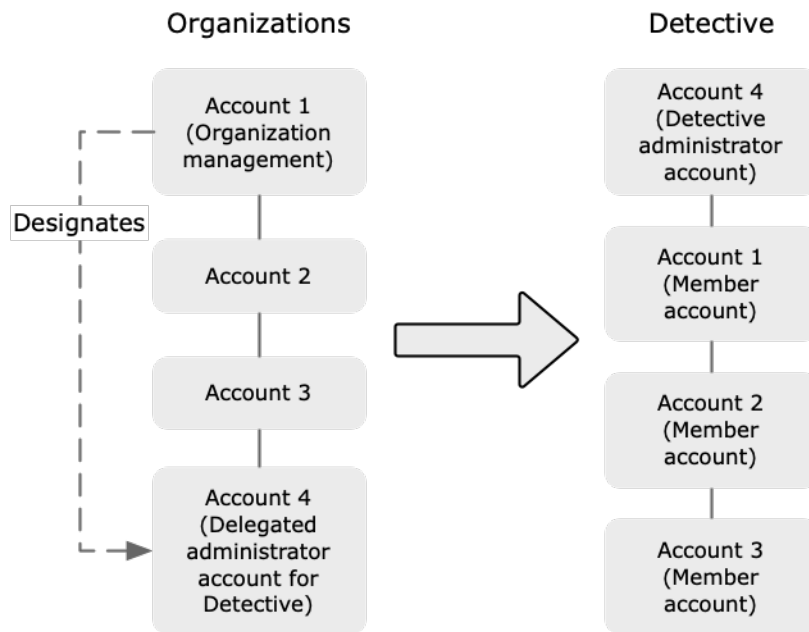 Organizations
Account 1
(Organization
management)
Designates
Account 2
Account 3
Account 4
(Delegated
administrator
account for
Detective)
Detective
Account 4
(Detective
administrator
account)
Account 1
(Member
account)
Account 2
(Member
account)
Account 3
(Member
account)